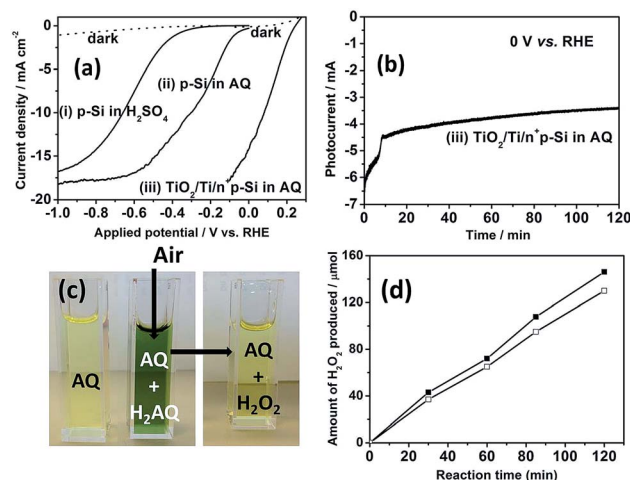 (a)
dark
dark
(i) p-Si in H₂SO₄
(ii) p-Si in AQ
(iii) TiO₂/Ti/n⁺p-Si in AQ
Current density / mA cm⁻²
0
-5
-10
-15
-20
-1.0 -0.8 -0.6 -0.4 -0.2 0.0 0.2
Applied potential / V vs. RHE
(b)
0 V vs. RHE
(iii) TiO₂/Ti/n⁺p-Si in AQ
Photocurrent / mA
0
-1
-2
-3
-4
-5
-6
-7
0 20 40 60 80 100 120
Time / min
(c)
Air
AQ
AQ
+
H₂AQ
AQ
+
H₂O₂
(d)
Amount of H₂O₂ produced / μmol
160
120
80
40
0
0 20 40 60 80 100 120
Reaction time (min)